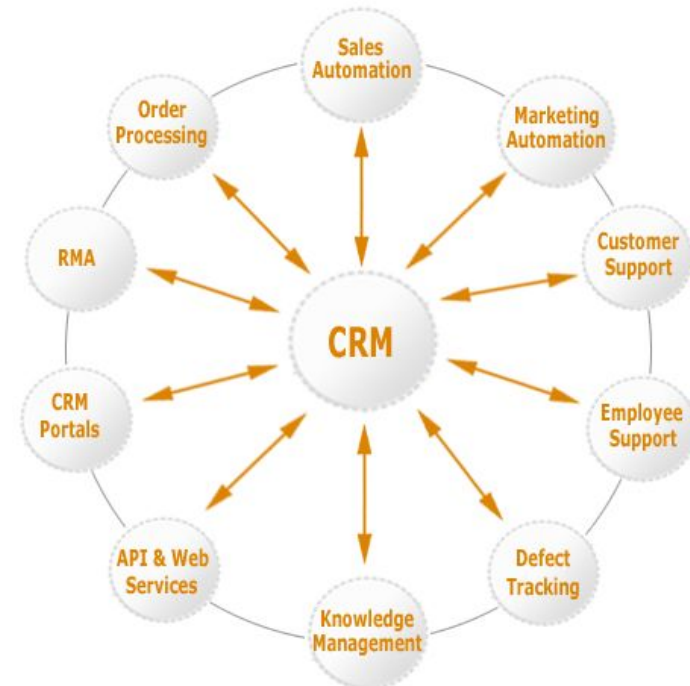 Sales
Automation
Marketing
Automation
Customer
Support
Employee
Support
Defect
Tracking
Knowledge
Management
API & Web
Services
CRM
Portals
RMA
Order
Processing
CRM